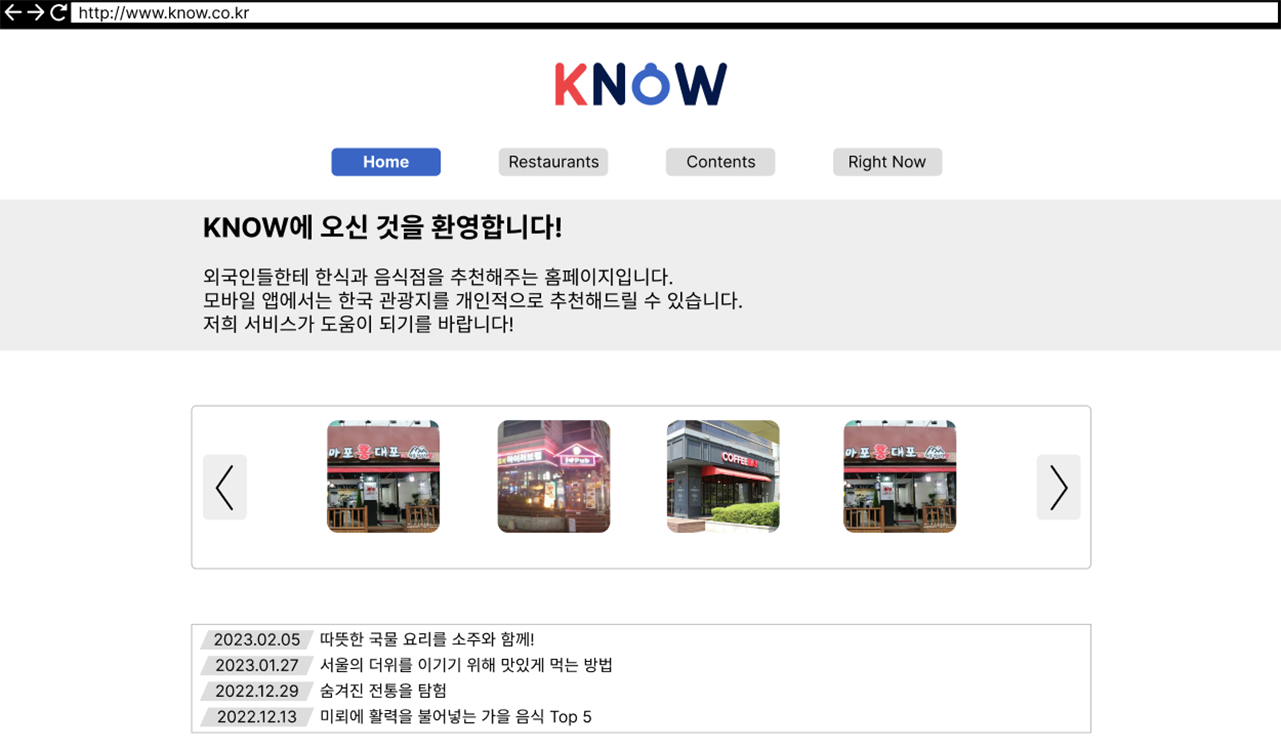 http://www.know.co.kr
KNOW
Home Restaurants Contents Right Now
KNOW에 오신 것을 환영합니다!
외국인들한테 한식과 음식점을 추천해주는 홈페이지입니다.
모바일 앱에서는 한국 관광지를 개인적으로 추천해드릴 수 있습니다.
저희 서비스가 도움이 되기를 바랍니다!
마포 대포 Pub COFFEE 마포 대포
2023.02.05 따뜻한 국물 요리를 소주와 함께!
2023.01.27 서울의 더위를 이기기 위해 맛있게 먹는 방법
2022.12.29 숨겨진 전통을 탐험
2022.12.13 미뢰에 활력을 불어넣는 가을 음식 Top 5